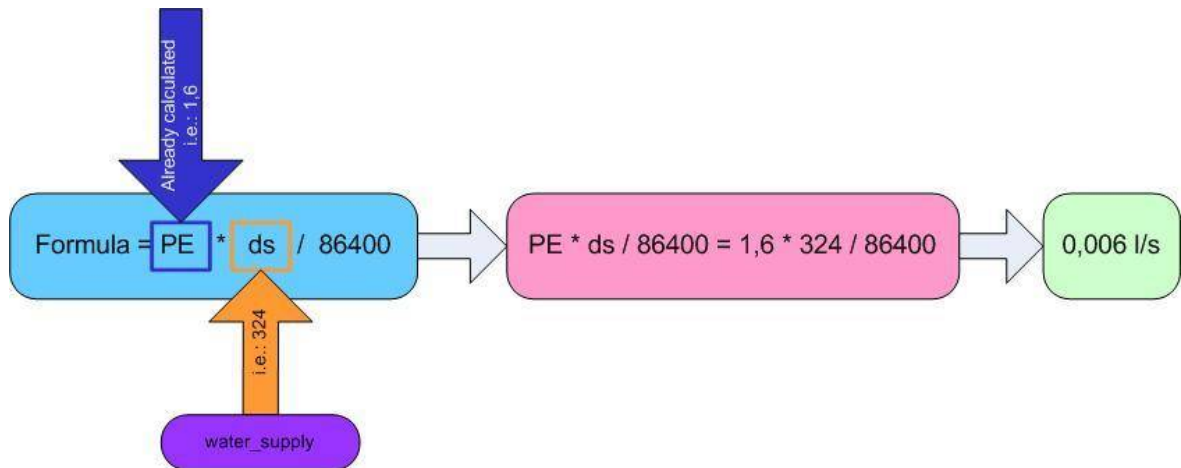 Already calculated
i.e.: 1,6
Formula = PE * ds / 86400
PE * ds / 86400 = 1,6 * 324 / 86400
0,006 l/s
i.e.: 324
water_supply